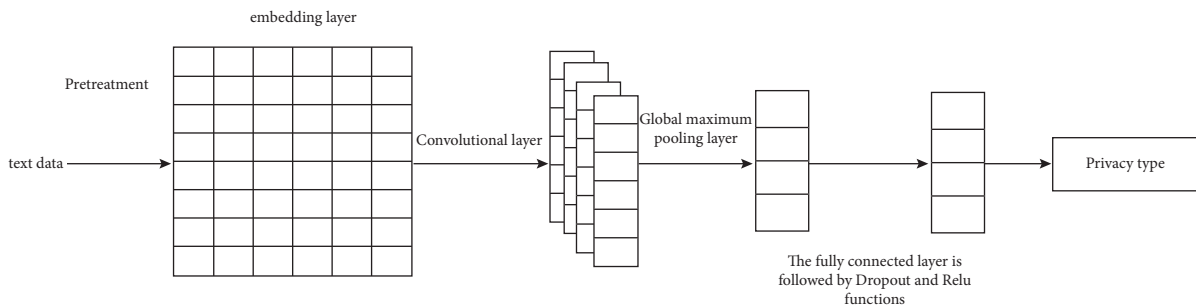 embedding layer
Pretreatment
text data
Convolutional layer
Global maximum
pooling layer
The fully connected layer is
followed by Dropout and Relu
functions
Privacy type